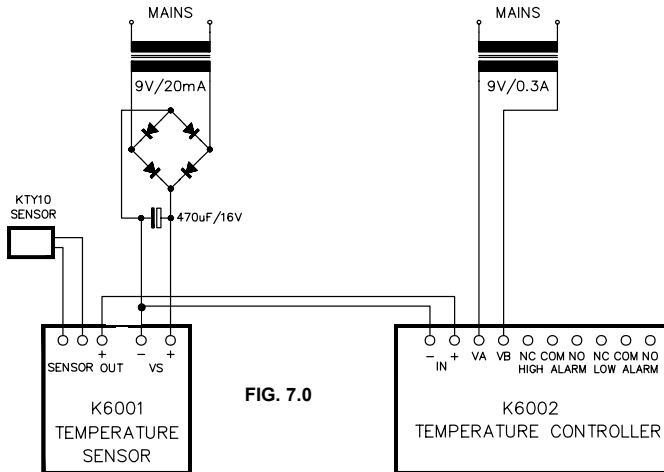 MAINS
MAINS
9V/20mA
9V/0.3A
KTY10
SENSOR
470uF/16V
+ - + - + VA VB NC COM NO NC COM NO
SENSOR OUT VS IN HIGH ALARM LOW ALARM
FIG. 7.0
K6001
TEMPERATURE
SENSOR
K6002
TEMPERATURE CONTROLLER